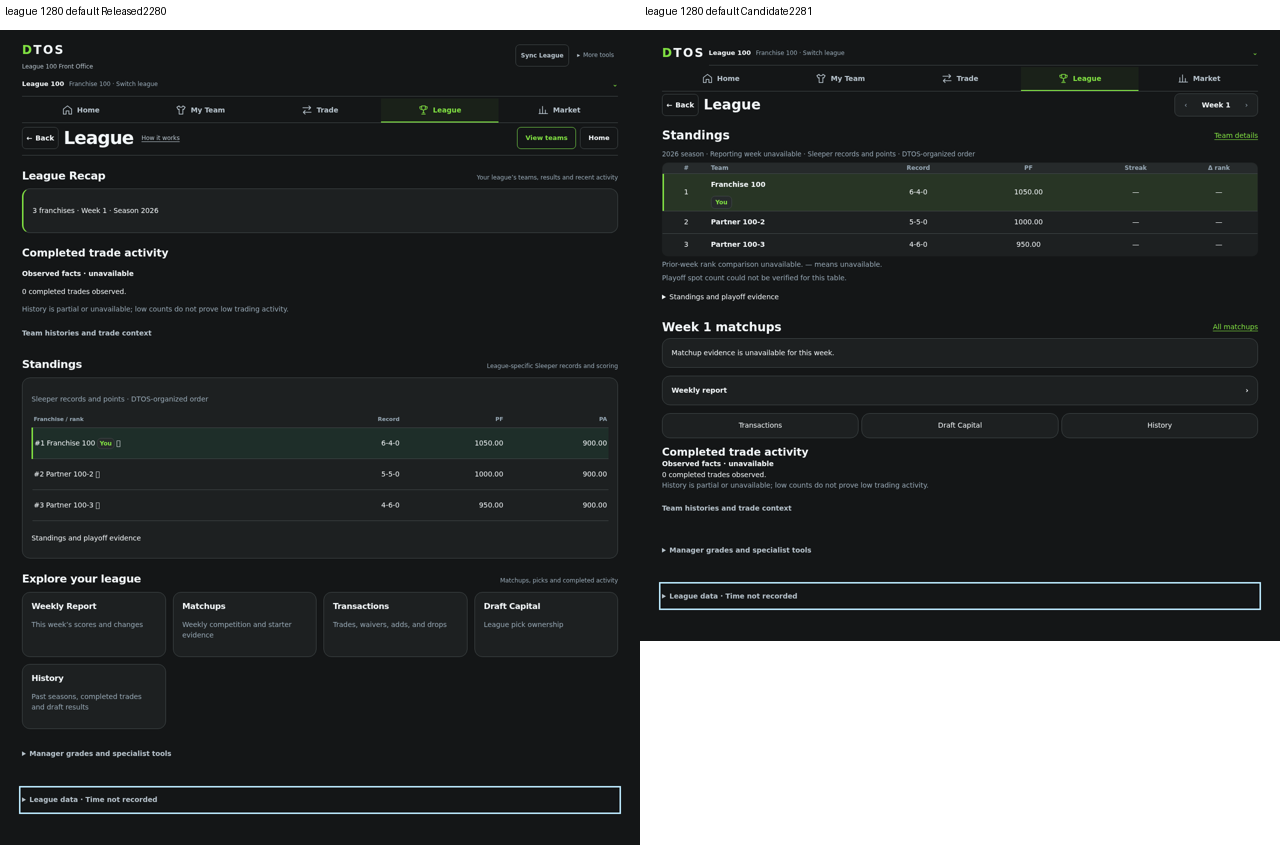 league 1280 default Released2280
DTOS
League 100 Front Office
Sync League
▸ More tools
League 100 Franchise 100 · Switch league
Home
My Team
Trade
League
Market
← Back
League
How it works
View teams
Home
League Recap
Your league's teams, results and recent activity
3 franchises · Week 1 · Season 2026
Completed trade activity
Observed facts · unavailable
0 completed trades observed.
History is partial or unavailable; low counts do not prove low trading activity.
Team histories and trade context
Standings
League-specific Sleeper records and scoring
Sleeper records and points · DTOS-organized order
Franchise / rank Record PF PA
#1 Franchise 100 You 6-4-0 1050.00 900.00
#2 Partner 100-2 5-5-0 1000.00 900.00
#3 Partner 100-3 4-6-0 950.00 900.00
Standings and playoff evidence
Explore your league
Matchups, picks and completed activity
Weekly Report
This week's scores and changes
Matchups
Weekly competition and starter
evidence
Transactions
Trades, waivers, adds, and drops
Draft Capital
League pick ownership
History
Past seasons, completed trades
and draft results
▸ Manager grades and specialist tools
▸ League data · Time not recorded
league 1280 default Candidate2281
DTOS
League 100 Franchise 100 · Switch league
Home
My Team
Trade
League
Market
← Back
League
‹ Week 1 ›
Standings
Team details
2026 season · Reporting week unavailable · Sleeper records and points · DTOS-organized order
# Team Record PF Streak Δ rank
1 Franchise 100 You 6-4-0 1050.00 — —
2 Partner 100-2 5-5-0 1000.00 — —
3 Partner 100-3 4-6-0 950.00 — —
Prior-week rank comparison unavailable. — means unavailable.
Playoff spot count could not be verified for this table.
▸ Standings and playoff evidence
Week 1 matchups
All matchups
Matchup evidence is unavailable for this week.
Weekly report ›
Transactions
Draft Capital
History
Completed trade activity
Observed facts · unavailable
0 completed trades observed.
History is partial or unavailable; low counts do not prove low trading activity.
Team histories and trade context
▸ Manager grades and specialist tools
▸ League data · Time not recorded